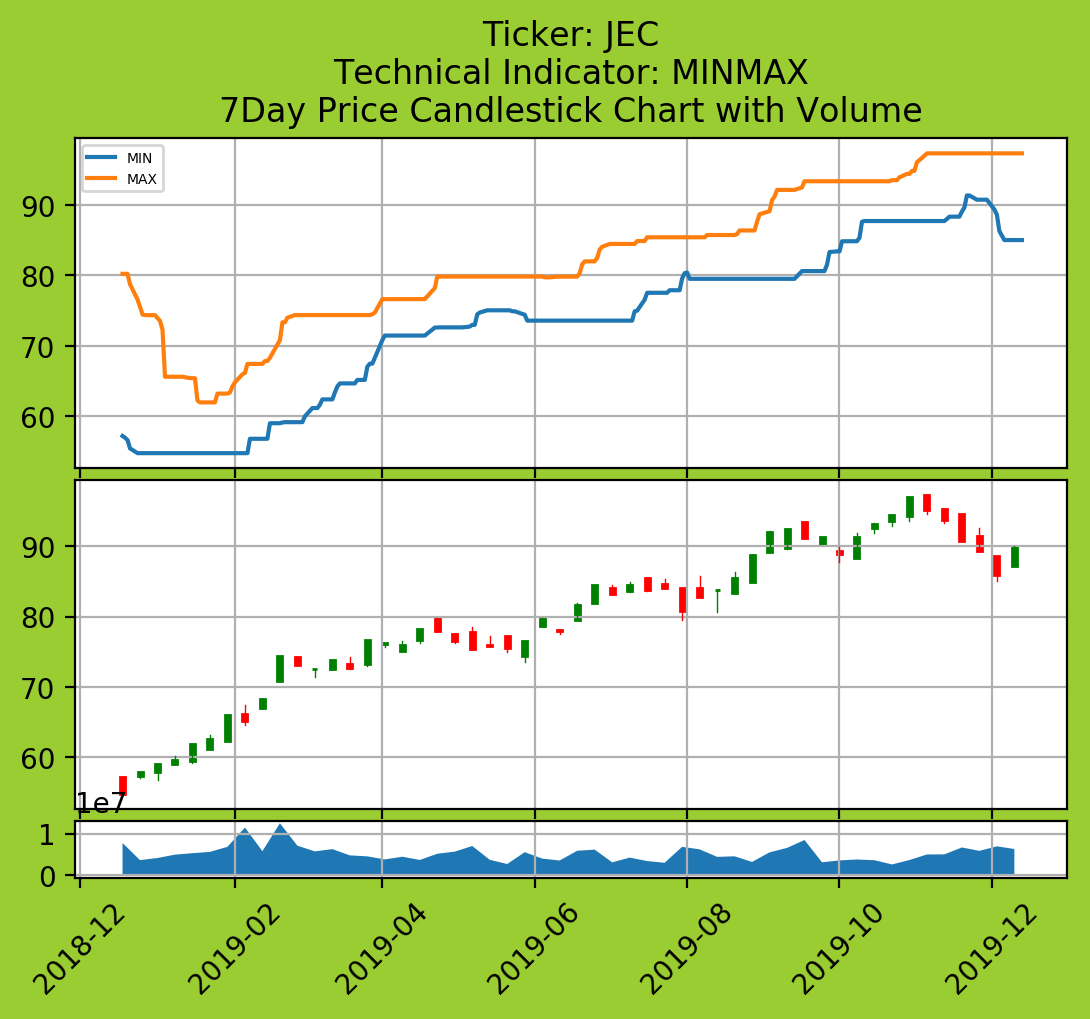 Ticker: JEC
Technical Indicator: MINMAX
7Day Price Candlestick Chart with Volume
MIN
MAX
90
80
70
60
90
80
70
60
1e7
1
0
2018-12
2019-02
2019-04
2019-06
2019-08
2019-10
2019-12